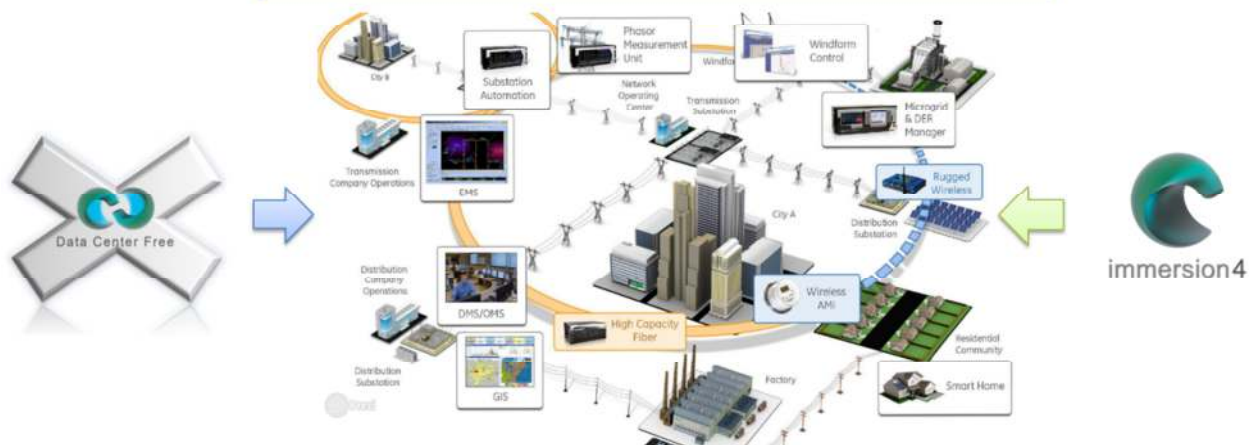 City B
Substation
Automation
Phasor
Measurement
Unit
Windfarm
Control
Network
Operating
Center
Transmission
Substation
Microgrid
& DER
Manager
Transmission
Company Operations
EMS
Rugged
Wireless
Data Center Free
City A
Distribution
Substation
immersion4
Distribution
Company
Operations
DMS/OMS
Wireless
AMI
High Capacity
Fiber
Residential
Community
Distribution
Substation
GIS
Factory
Smart Home